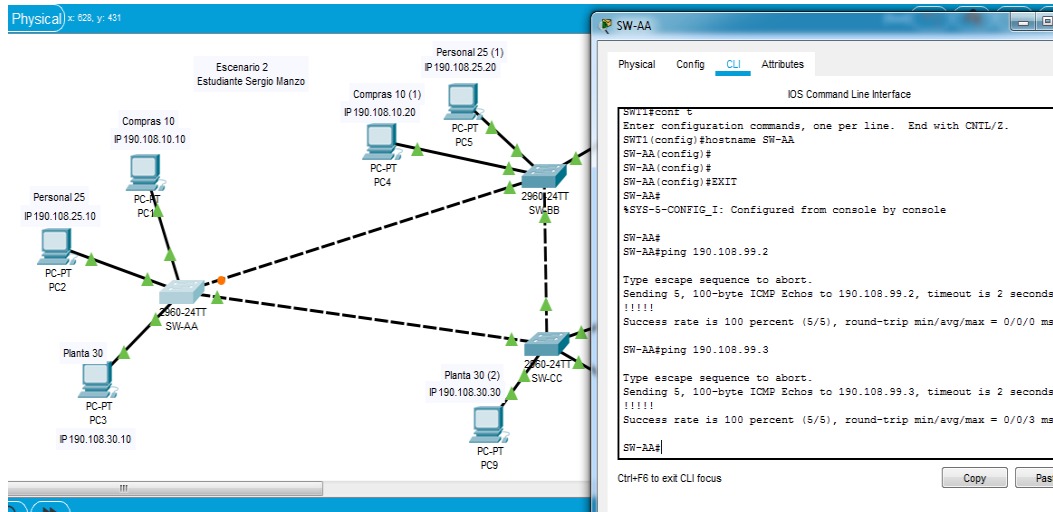 Physical x: 628, y: 431
Escenario 2
Estudiante Sergio Manzo
Personal 25 (1)
IP 190.108.25.20
Compras 10 (1)
IP 190.108.10.20
PC-PT
PC5
PC-PT
PC4
2960-24TT
SW-BB
Compras 10
IP 190.108.10.10
PC-PT
PC1
Personal 25
IP 190.108.25.10
PC-PT
PC2
2960-24TT
SW-AA
Planta 30
PC-PT
PC3
IP 190.108.30.10
2960-24TT
SW-CC
Planta 30 (2)
IP 190.108.30.30
PC-PT
PC9
SW-AA
Physical Config CLI Attributes
IOS Command Line Interface
SWT1#conf t
Enter configuration commands, one per line. End with CNTL/Z.
SWT1(config)#hostname SW-AA
SW-AA(config)#
SW-AA(config)#
SW-AA(config)#EXIT
SW-AA#
%SYS-5-CONFIG_I: Configured from console by console
SW-AA#
SW-AA#ping 190.108.99.2
Type escape sequence to abort.
Sending 5, 100-byte ICMP Echos to 190.108.99.2, timeout is 2 seconds
!!!!!
Success rate is 100 percent (5/5), round-trip min/avg/max = 0/0/0 ms
SW-AA#ping 190.108.99.3
Type escape sequence to abort.
Sending 5, 100-byte ICMP Echos to 190.108.99.3, timeout is 2 seconds
!!!!!
Success rate is 100 percent (5/5), round-trip min/avg/max = 0/0/3 ms
SW-AA#
Ctrl+F6 to exit CLI focus
Copy
Past